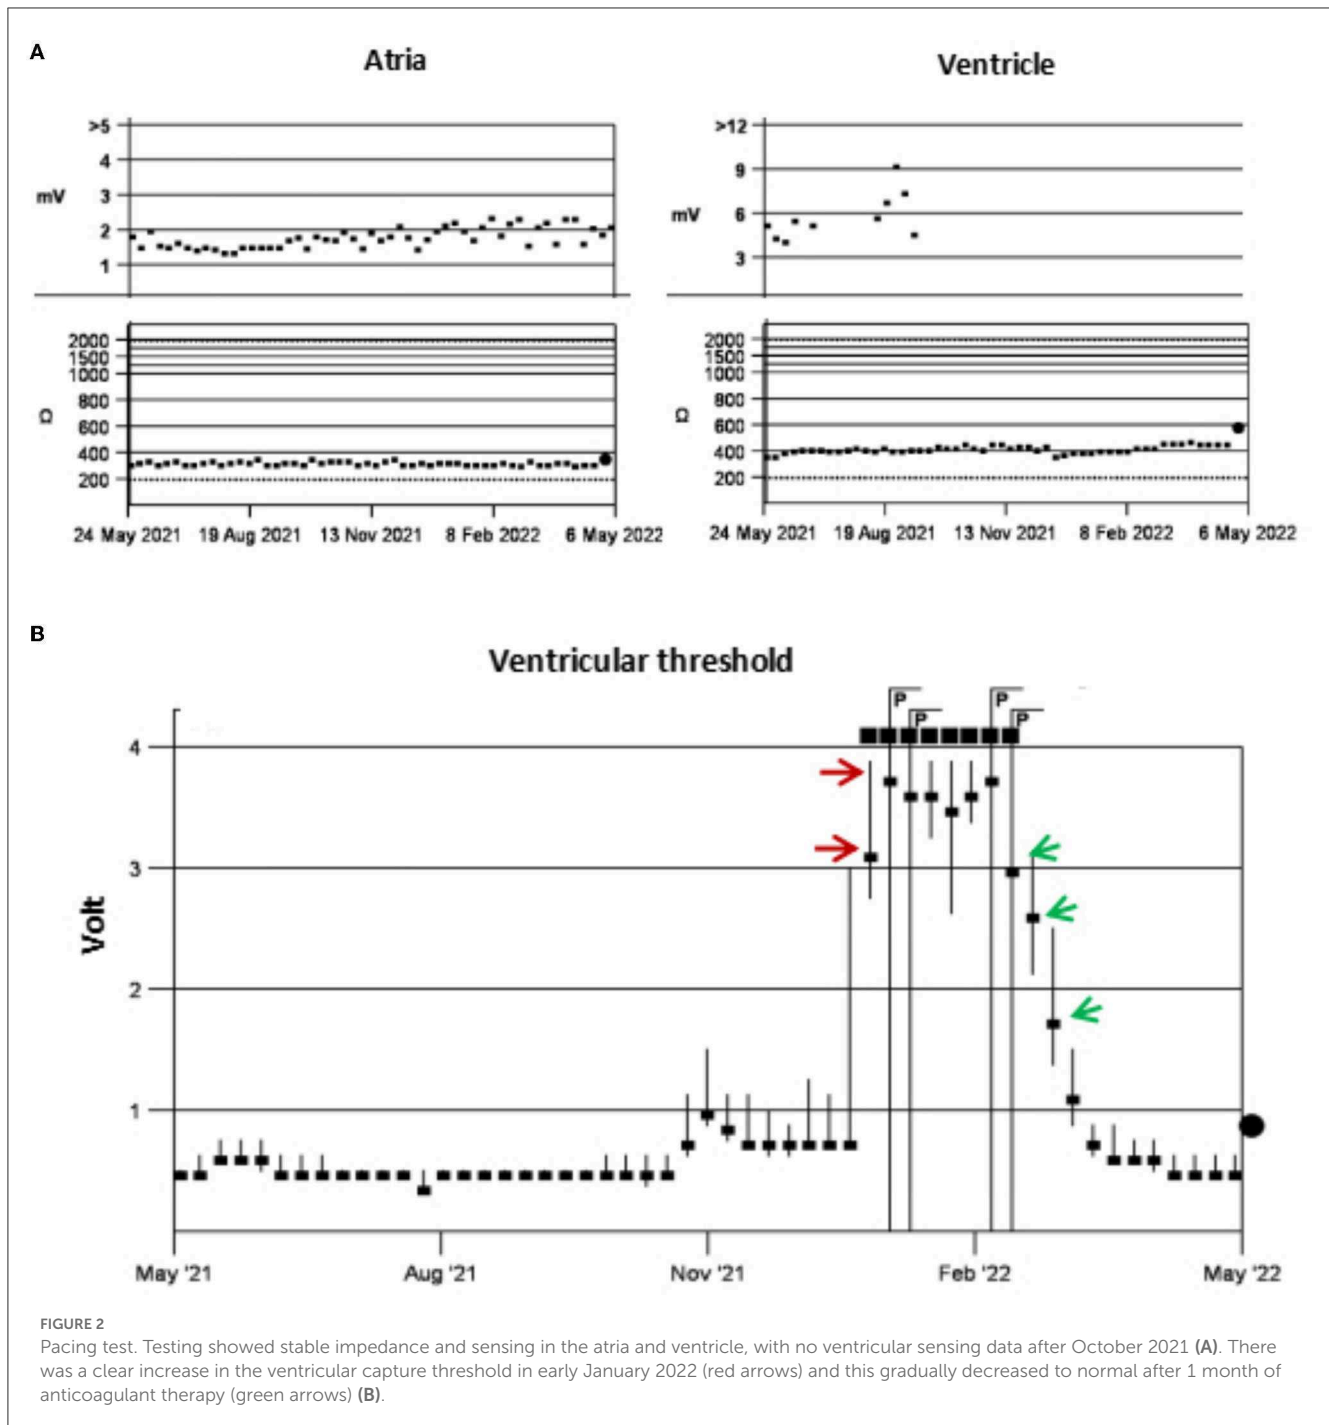 A
Atria
Ventricle
>5
4
3
2
1
mV
>12
9
6
3
mV
2000
1500
1000
800
600
400
200
Ω
24 May 2021 19 Aug 2021 13 Nov 2021 8 Feb 2022 6 May 2022
2000
1500
1000
800
600
400
200
Ω
24 May 2021 19 Aug 2021 13 Nov 2021 8 Feb 2022 6 May 2022
B
Ventricular threshold
P
P
P
P
4
3
2
1
Volt
May '21 Aug '21 Nov '21 Feb '22 May '22
FIGURE 2
Pacing test. Testing showed stable impedance and sensing in the atria and ventricle, with no ventricular sensing data after October 2021 (A). There
was a clear increase in the ventricular capture threshold in early January 2022 (red arrows) and this gradually decreased to normal after 1 month of
anticoagulant therapy (green arrows) (B).